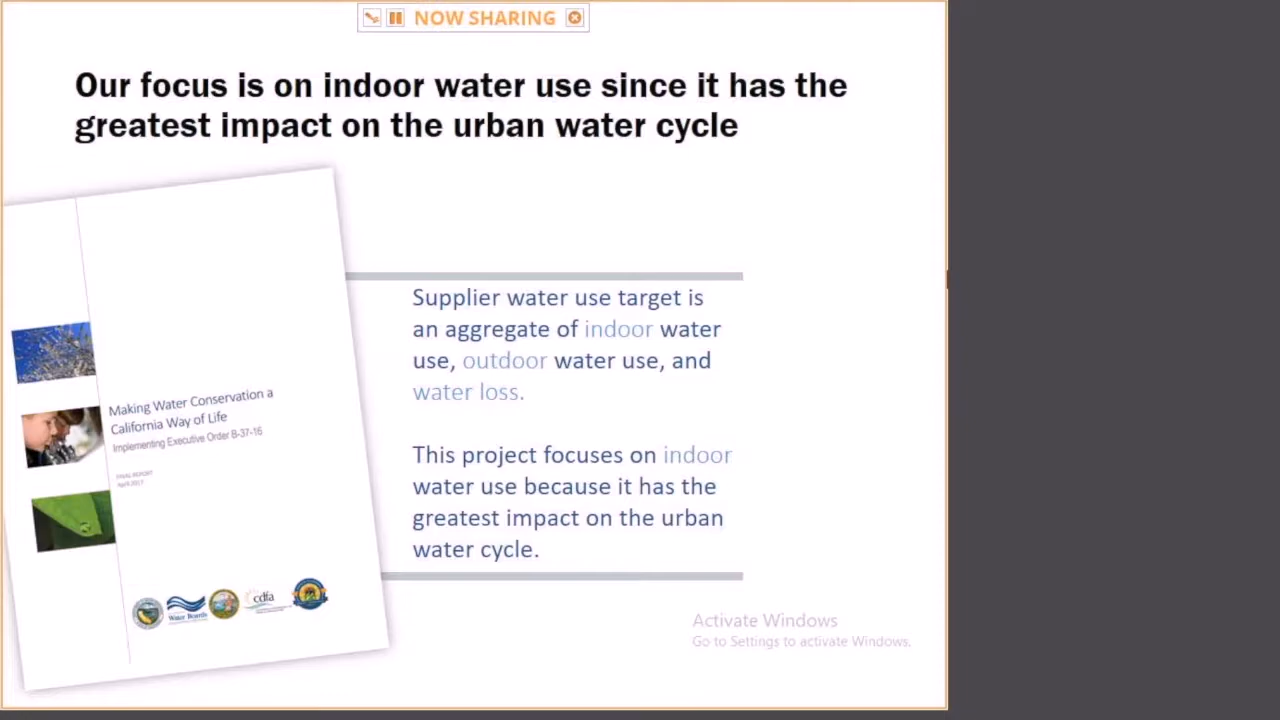 NOW SHARING
Our focus is on indoor water use since it has the
greatest impact on the urban water cycle
Supplier water use target is
an aggregate of indoor water
use, outdoor water use, and
water loss.
This project focuses on indoor
water use because it has the
greatest impact on the urban
water cycle.
Making Water Conservation a
California Way of Life
Implementing Executive Order B-37-16
FINAL REPORT
April 2017
Water Boards
cdfa
Activate Windows
Go to Settings to activate Windows.